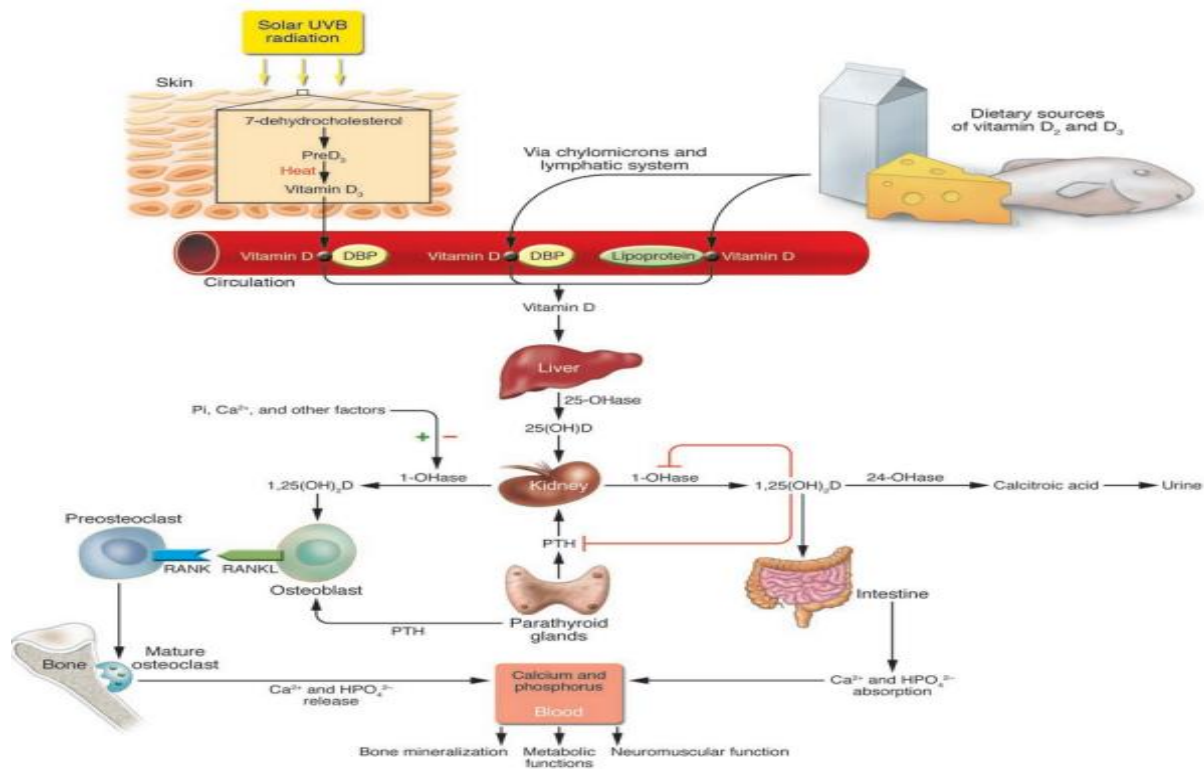 Solar UVB
radiation
Skin
7-dehydrocholesterol
PreD₃
Heat
Vitamin D₃
Via chylomicrons and
lymphatic system
Dietary sources
of vitamin D₂ and D₃
Vitamin D
DBP
Vitamin D
DBP
Lipoprotein
Vitamin D
Circulation
Vitamin D
Liver
25-OHase
25(OH)D
Pi, Ca²⁺, and other factors
+ −
1,25(OH)₂D
1-OHase
Kidney
1-OHase
1,25(OH)₂D
24-OHase
Calcitroic acid
Urine
Preosteoclast
RANK
RANKL
Osteoblast
PTH
Parathyroid
glands
PTH
Intestine
Bone
Mature
osteoclast
Ca²⁺ and HPO₄²⁻
release
Calcium and
phosphorus
Blood
Ca²⁺ and HPO₄²⁻
absorption
Bone mineralization
Metabolic
functions
Neuromuscular function